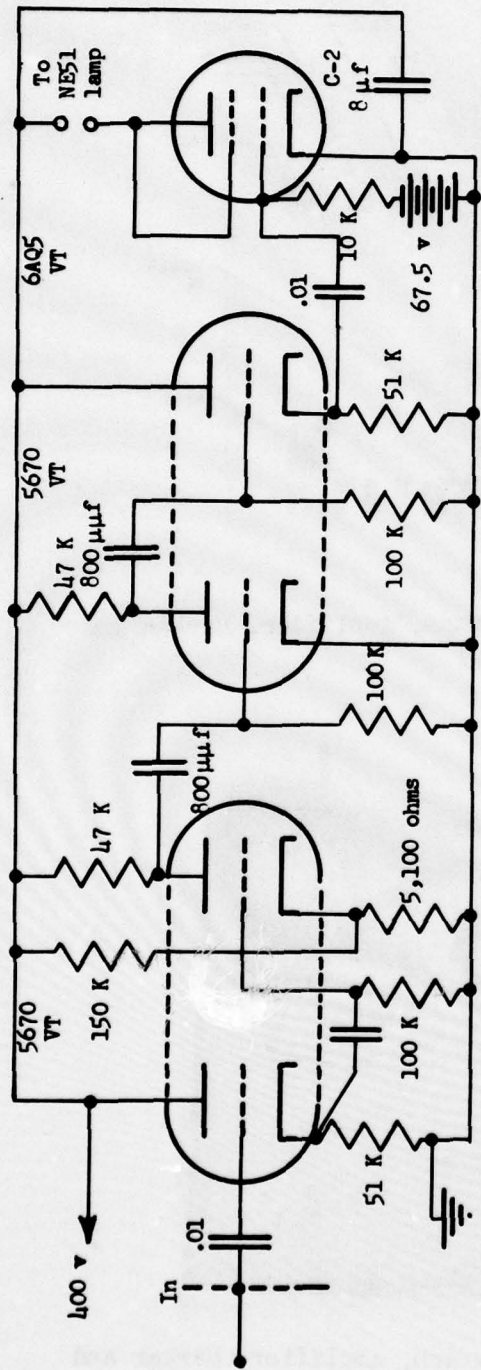 In
.01
400 v
5670
VT
150 K
47 K
51 K
100 K
5,100 ohms
800 μμf
100K
47 K
800 μμf
5670
VT
100 K
51 K
.01
6AQ5
VT
To
NE51
lamp
10 K
67.5 v
C-2
8 μf